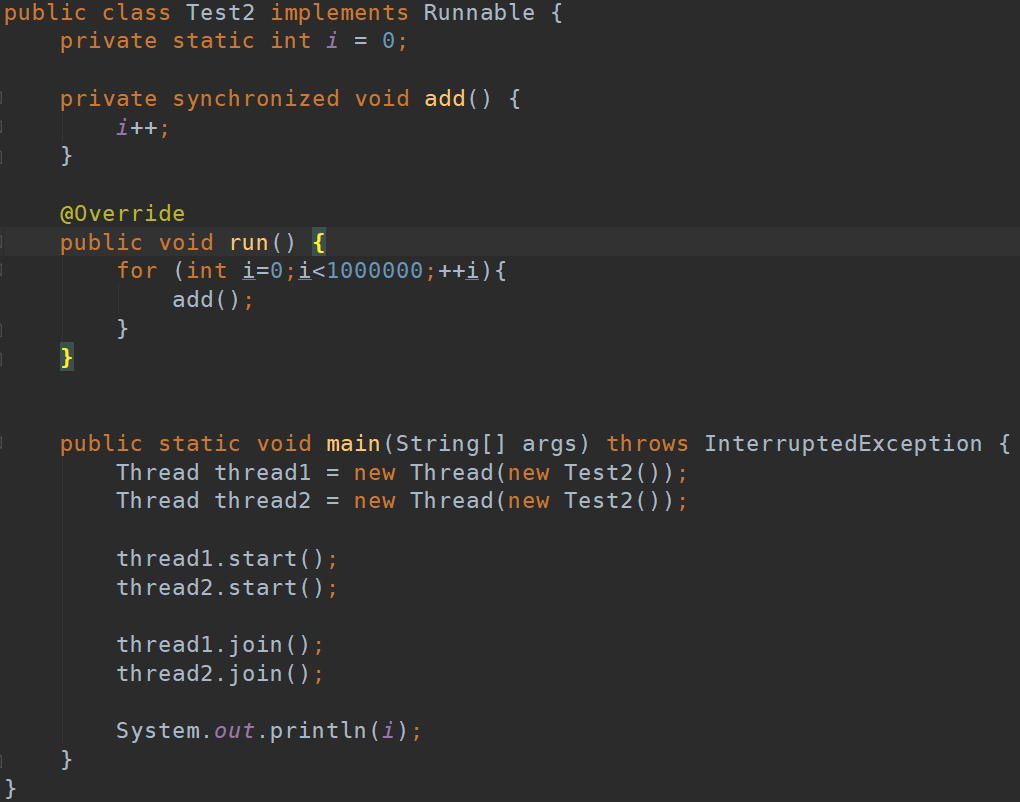 public class Test2 implements Runnable {
    private static int i = 0;

    private synchronized void add() {
        i++;
    }

    @Override
    public void run() {
        for (int i=0;i<1000000;++i){
            add();
        }
    }


    public static void main(String[] args) throws InterruptedException {
        Thread thread1 = new Thread(new Test2());
        Thread thread2 = new Thread(new Test2());

        thread1.start();
        thread2.start();

        thread1.join();
        thread2.join();

        System.out.println(i);
    }
}